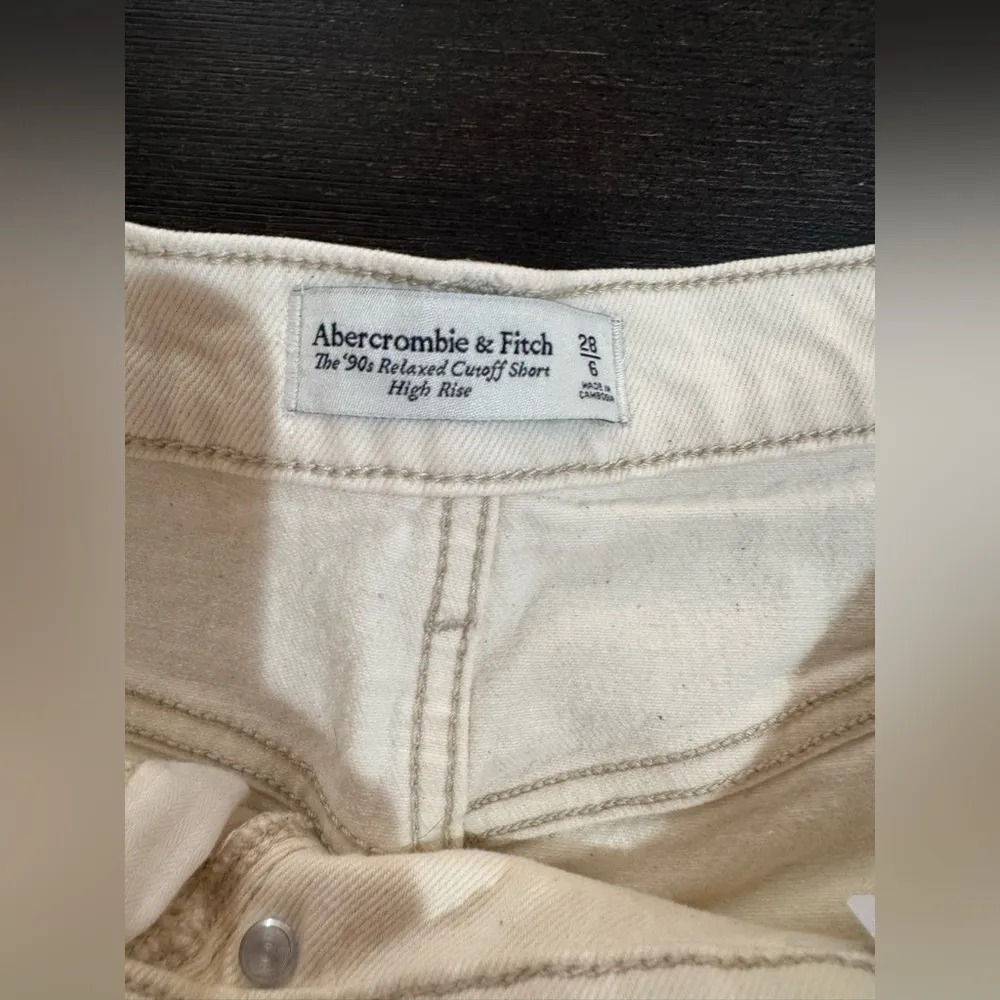 Abercrombie & Fitch
The '90s Relaxed Cutoff Short
High Rise
28
6
MADE IN
CAMBODIA